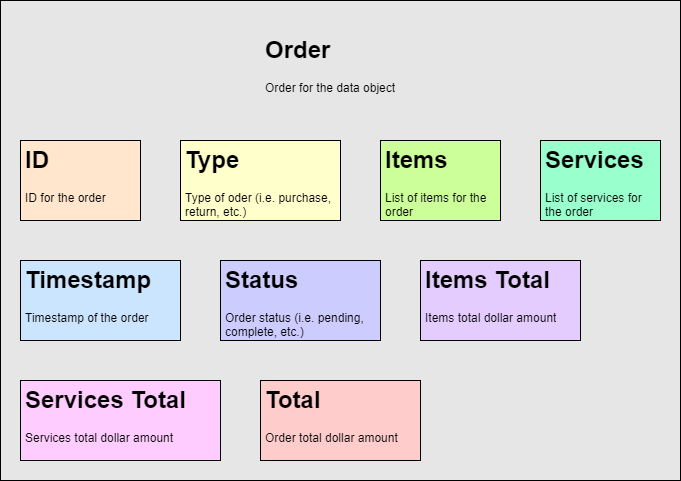 Order
Order for the data object
ID
ID for the order
Type
Type of oder (i.e. purchase,
return, etc.)
Items
List of items for the
order
Services
List of services for
the order
Timestamp
Timestamp of the order
Status
Order status (i.e. pending,
complete, etc.)
Items Total
Items total dollar amount
Services Total
Services total dollar amount
Total
Order total dollar amount